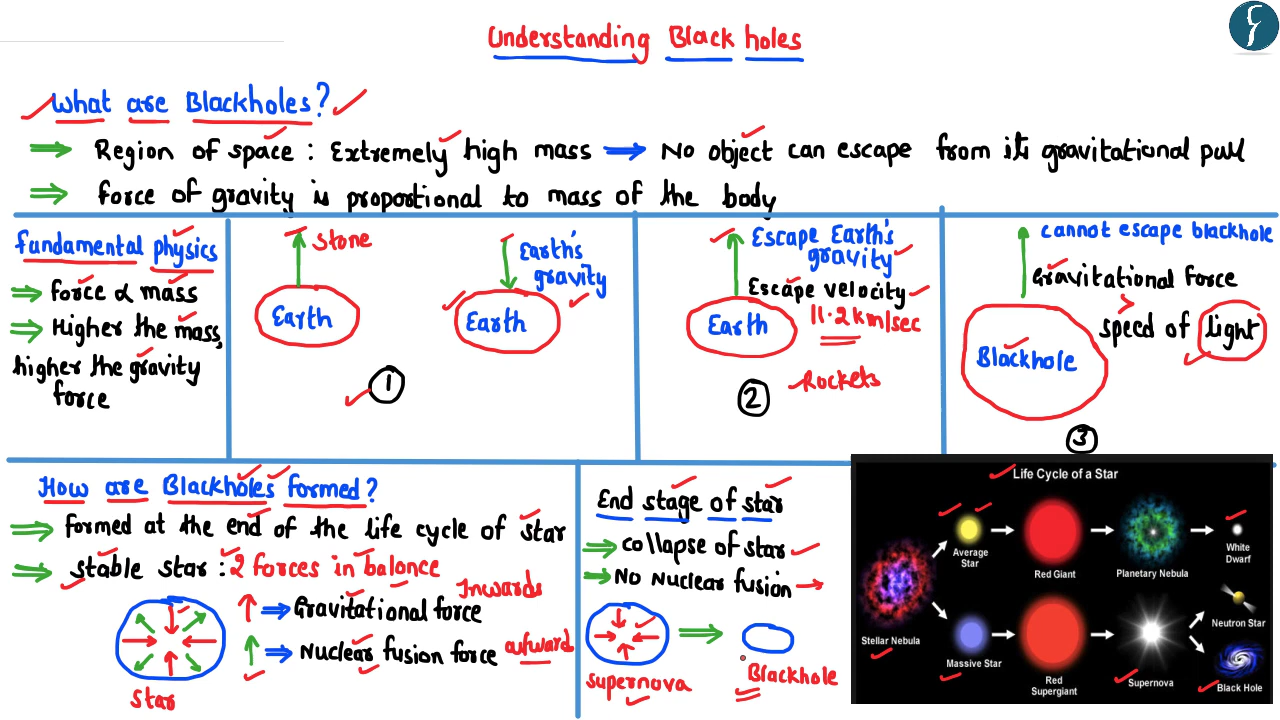 Understanding Black holes
What are Blackholes?
⇒ Region of space : Extremely high mass ⇒ No object can escape from its gravitational pull
⇒ force of gravity is proportional to mass of the body
fundamental physics
⇒ force α mass
⇒ Higher the mass,
higher the gravity
force
Stone
Earth
Earth's
gravity
Earth
1
Escape Earth's
gravity
Escape velocity
11.2 km/sec
Earth
Rockets
2
cannot escape blackhole
Gravitational force
>
speed of light
Blackhole
3
How are Blackholes formed?
⇒ formed at the end of the life cycle of star
⇒ stable star : 2 forces in balance
Inwards
↑ ⇒ Gravitational force
↑ ⇒ Nuclear fusion force outward
star
End stage of star
⇒ collapse of star
⇒ No Nuclear fusion →
supernova
Blackhole
Life Cycle of a Star
Average
Star
Red Giant
Planetary Nebula
White
Dwarf
Stellar Nebula
Massive Star
Red
Supergiant
Supernova
Neutron Star
Black Hole